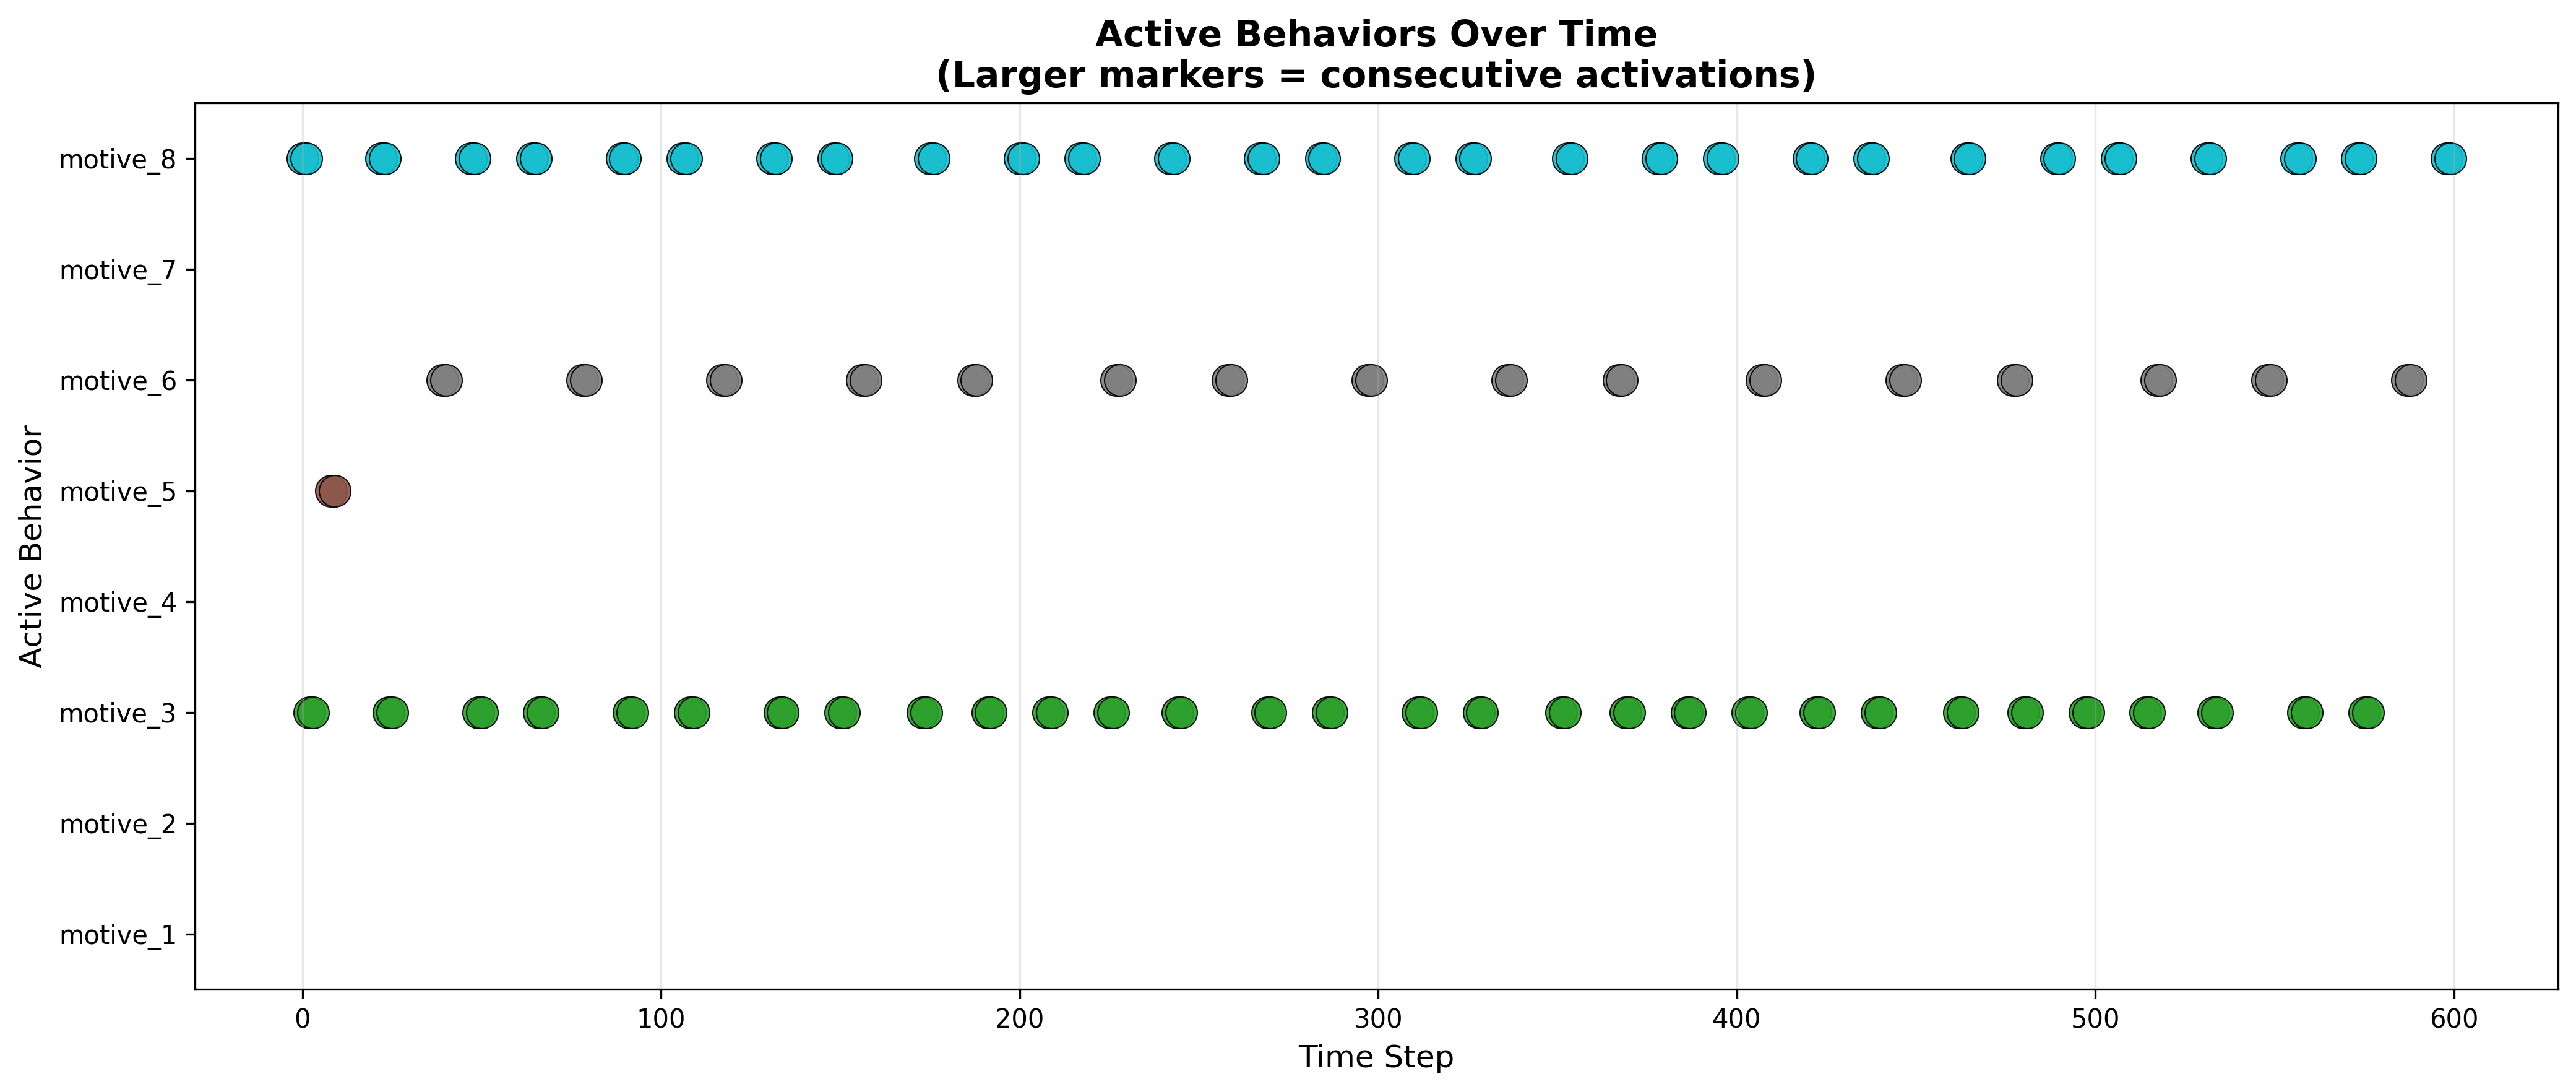 Active Behaviors Over Time
(Larger markers = consecutive activations)
motive_8
motive_7
motive_6
motive_5
motive_4
motive_3
motive_2
motive_1
Active Behavior
0 100 200 300 400 500 600
Time Step